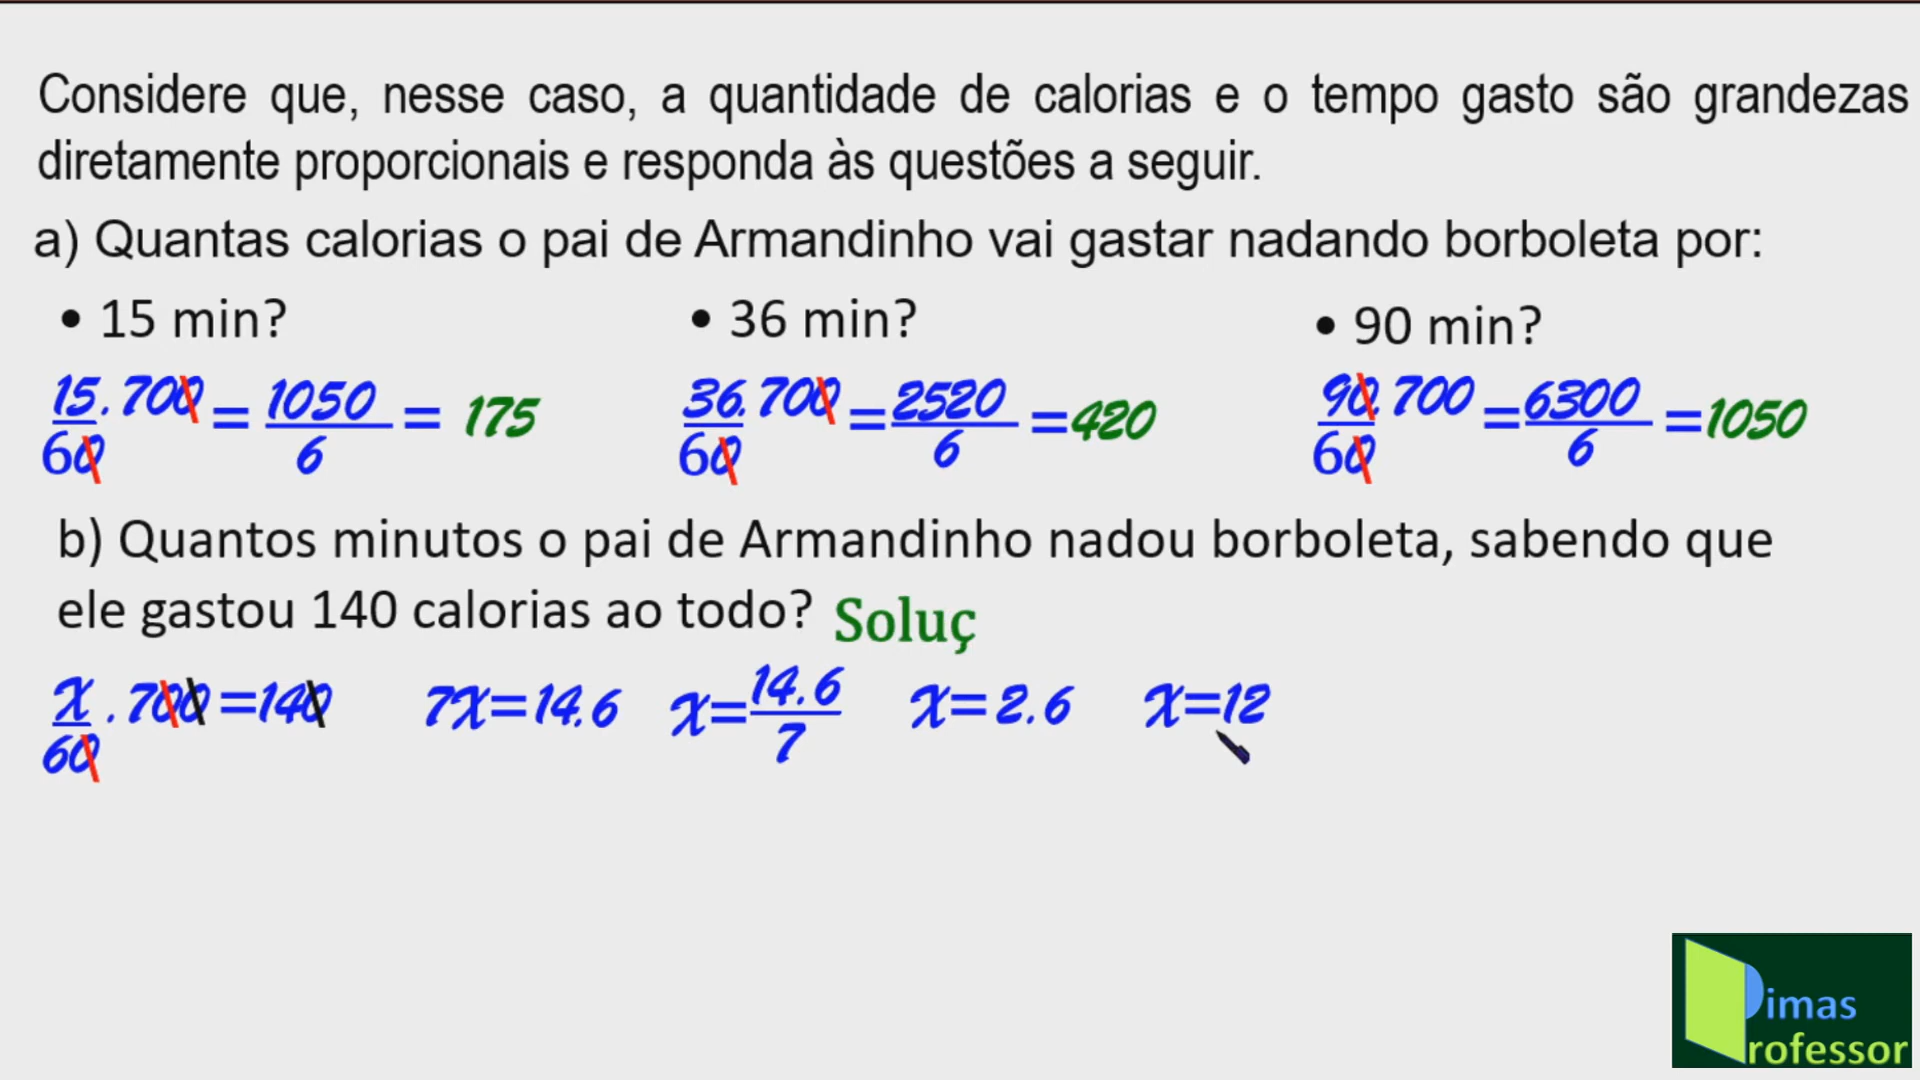 Considere que, nesse caso, a quantidade de calorias e o tempo gasto são grandezas
diretamente proporcionais e responda às questões a seguir.
a) Quantas calorias o pai de Armandinho vai gastar nadando borboleta por:
• 15 min? • 36 min? • 90 min?
15.700/60 = 1050/6 = 175 36.700/60 = 2520/6 = 420 90.700/60 = 6300/6 = 1050
b) Quantos minutos o pai de Armandinho nadou borboleta, sabendo que
ele gastou 140 calorias ao todo? Soluç
x/60 . 700 = 140 7x = 14.6 x = 14.6/7 x = 2.6 x = 12
Dimas
Professor